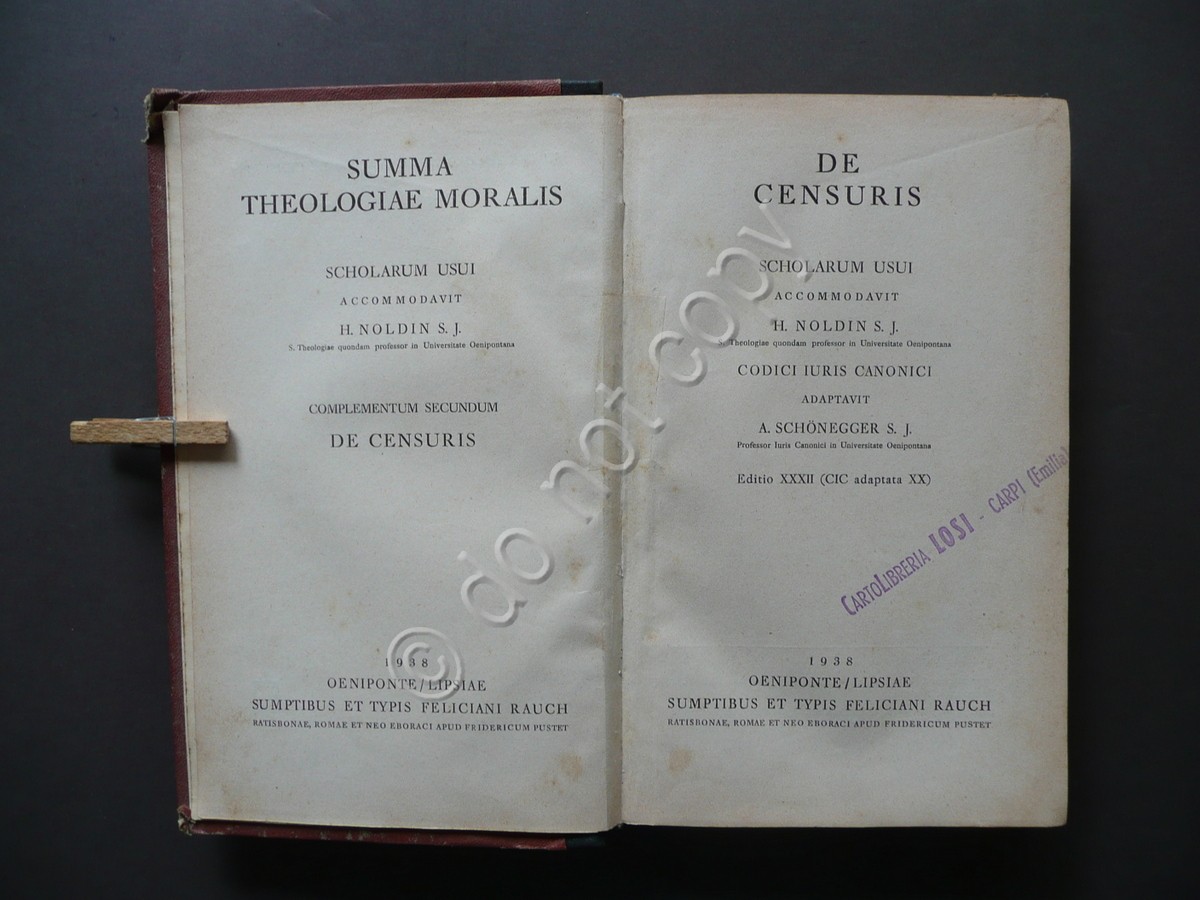 SUMMA
THEOLOGIAE MORALIS
SCHOLARUM USUI
ACCOMMODAVIT
H. NOLDIN S. J.
S. Theologiae quondam professor in Universitate Oenipontana
COMPLEMENTUM SECUNDUM
DE CENSURIS
1938
OENIPONTE/LIPSIAE
SUMPTIBUS ET TYPIS FELICIANI RAUCH
RATISBONAE, ROMAE ET NEO EBORACI APUD FRIDERICUM PUSTET
DE
CENSURIS
SCHOLARUM USUI
ACCOMMODAVIT
H. NOLDIN S. J.
S. Theologiae quondam professor in Universitate Oenipontana
CODICI IURIS CANONICI
ADAPTAVIT
A. SCHÖNEGGER S. J.
Professor Iuris Canonici in Universitate Oenipontana
Editio XXXII (CIC adaptata XX)
CARTOLIBRERIA LOSI - CARPI (Emilia)
1938
OENIPONTE/LIPSIAE
SUMPTIBUS ET TYPIS FELICIANI RAUCH
RATISBONAE, ROMAE ET NEO EBORACI APUD FRIDERICUM PUSTET
© do not copy